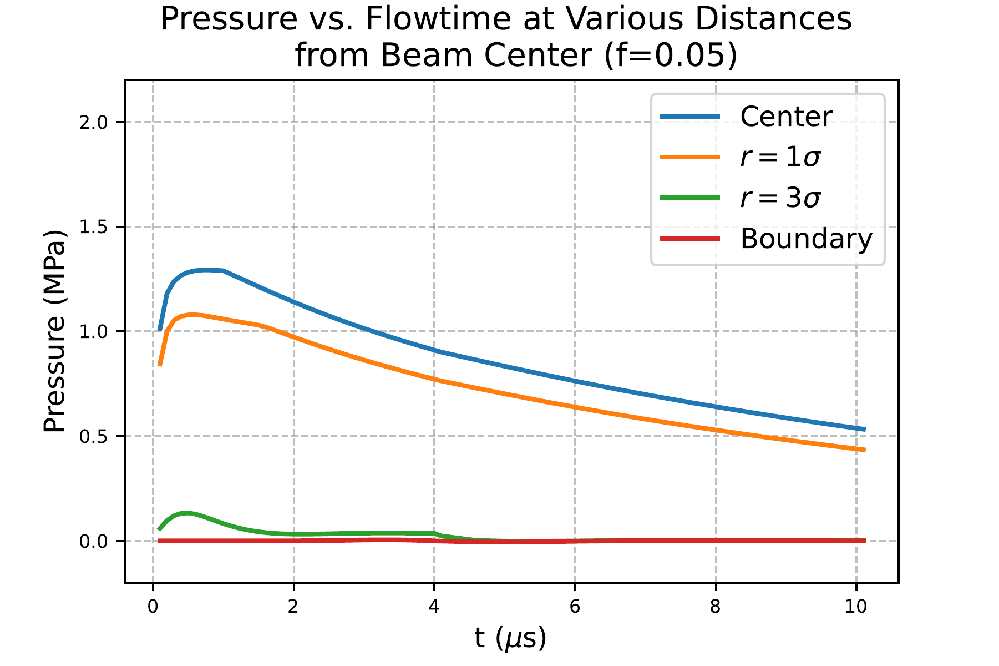 Pressure vs. Flowtime at Various Distances
from Beam Center (f=0.05)
Center
r = 1σ
r = 3σ
Boundary
Pressure (MPa)
2.0
1.5
1.0
0.5
0.0
0 2 4 6 8 10
t (μs)